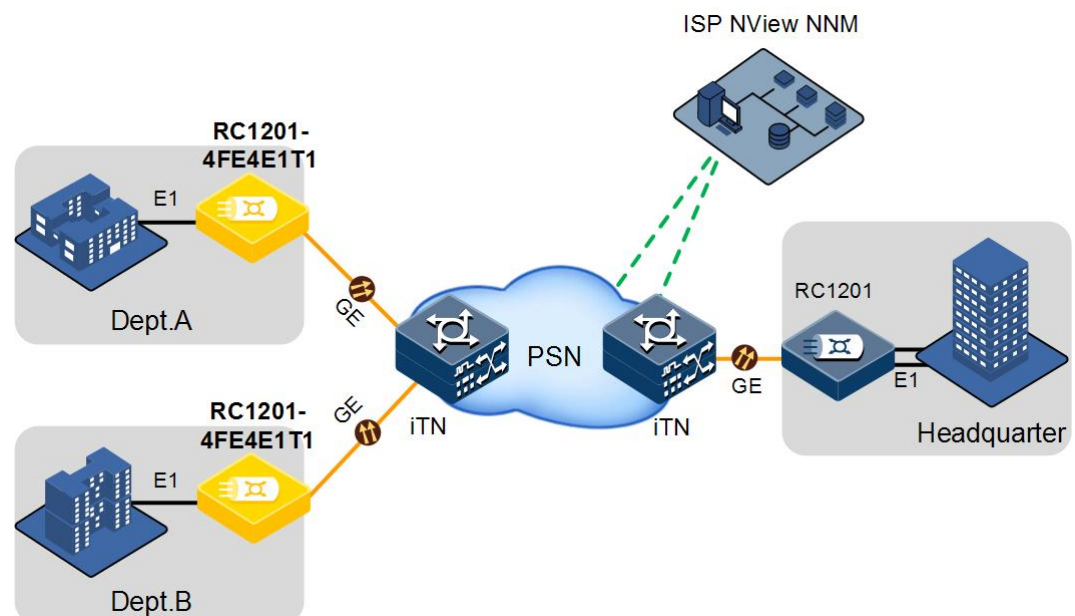 ISP NView NNM
RC1201-
4FE4E1T1
E1
GE
Dept.A
RC1201
PSN
iTN
iTN
GE
E1
Headquarter
RC1201-
4FE4E1T1
GE
E1
Dept.B